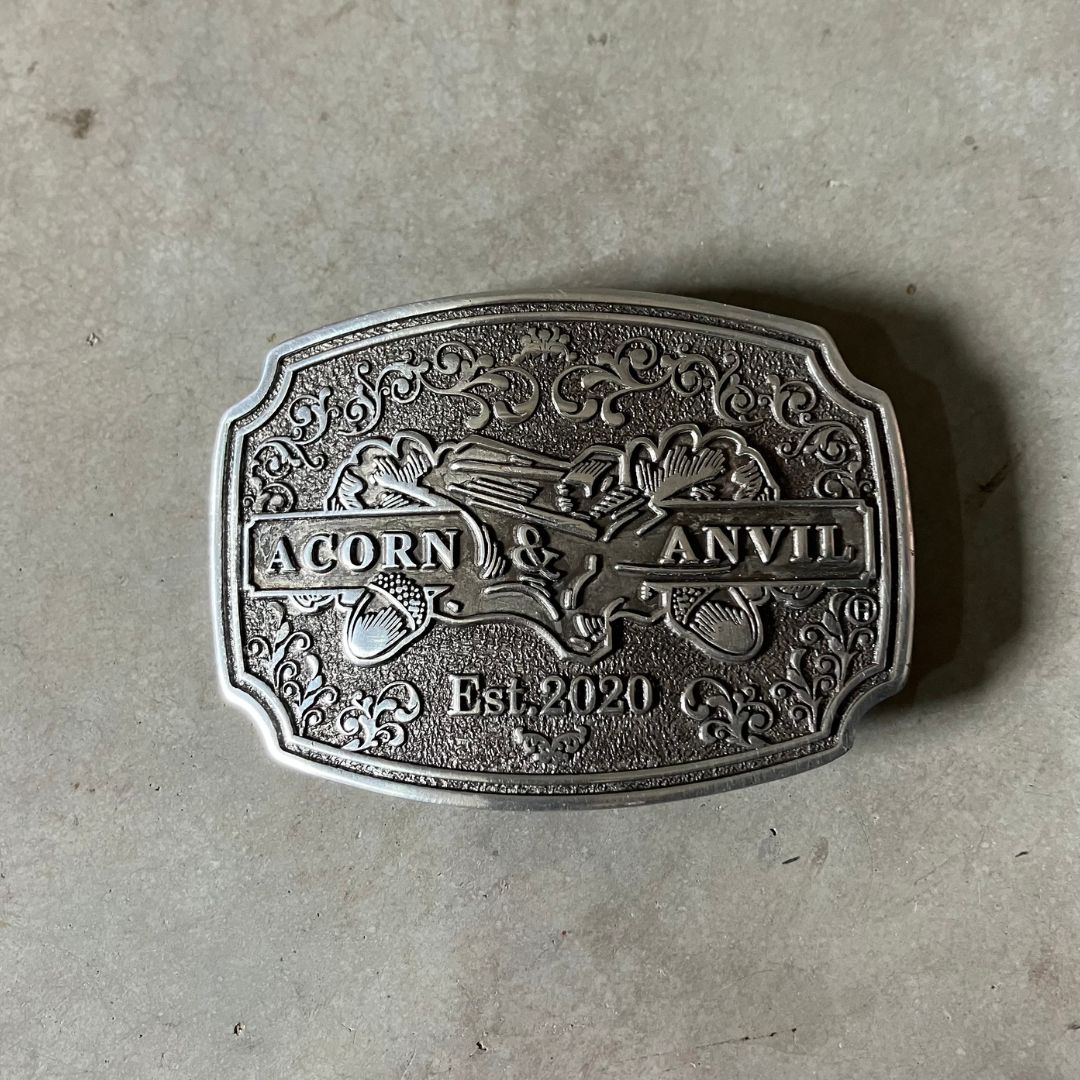 ACORN & ANVIL
®
Est. 2020